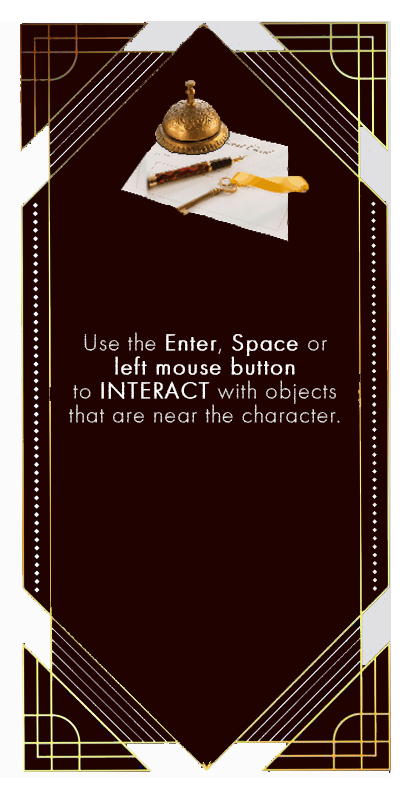 Use the Enter, Space or
left mouse button
to INTERACT with objects
that are near the character.